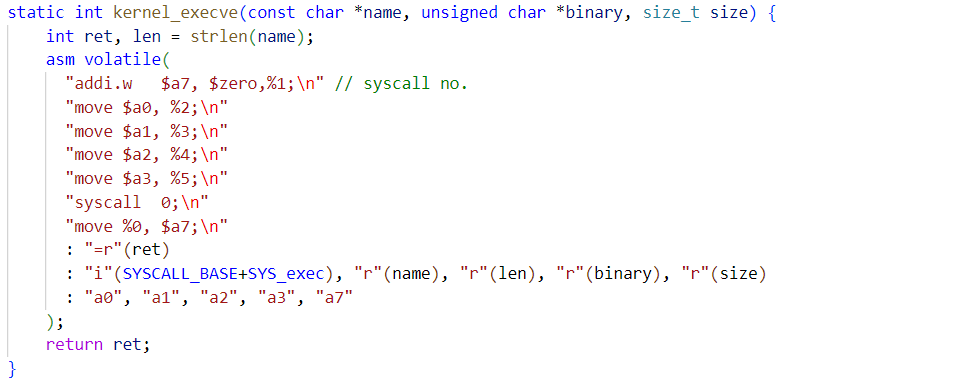 static int kernel_execve(const char *name, unsigned char *binary, size_t size) {
    int ret, len = strlen(name);
    asm volatile(
      "addi.w   $a7, $zero,%1;\n" // syscall no.
      "move $a0, %2;\n"
      "move $a1, %3;\n"
      "move $a2, %4;\n"
      "move $a3, %5;\n"
      "syscall  0;\n"
      "move %0, $a7;\n"
      : "=r"(ret)
      : "i"(SYSCALL_BASE+SYS_exec), "r"(name), "r"(len), "r"(binary), "r"(size)
      : "a0", "a1", "a2", "a3", "a7"
    );
    return ret;
}